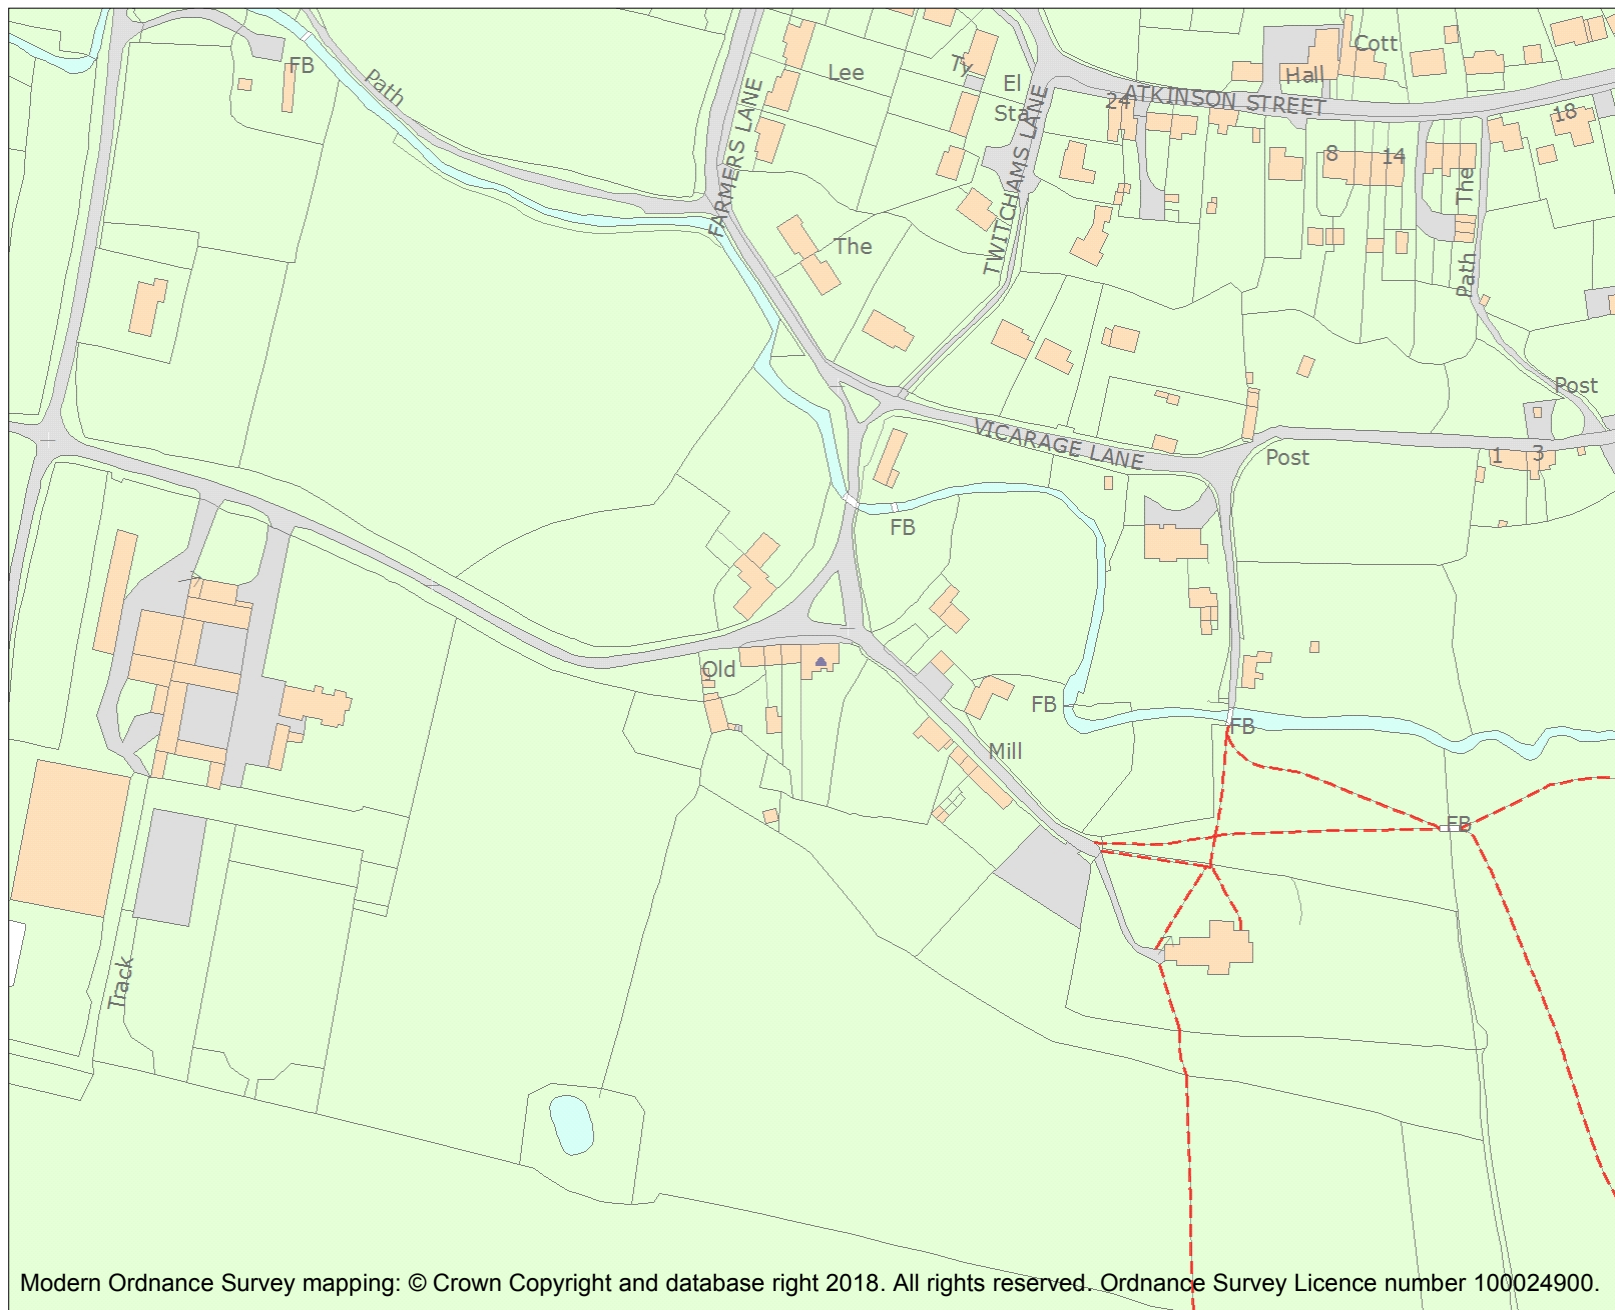 Cott
FB
Path
Lee
Ty
El
Sta
Hall
24
ATKINSON STREET
18
FARMERS LANE
TWITCHAMS LANE
8
14
The
The
Path
Post
VICARAGE LANE
Post
1
3
FB
Old
FB
FB
Mill
FB
Track
Modern Ordnance Survey mapping: © Crown Copyright and database right 2018. All rights reserved. Ordnance Survey Licence number 100024900.